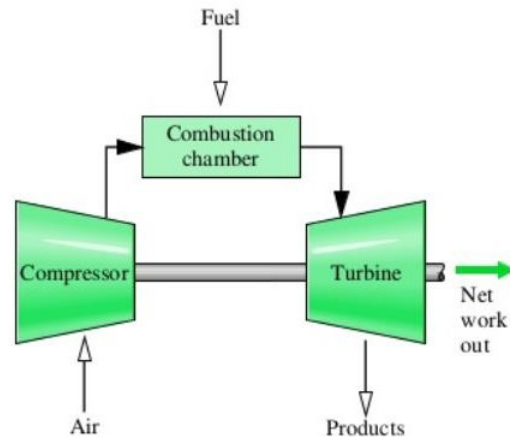 Fuel
Combustion
chamber
Compressor
Turbine
Net
work
out
Air
Products